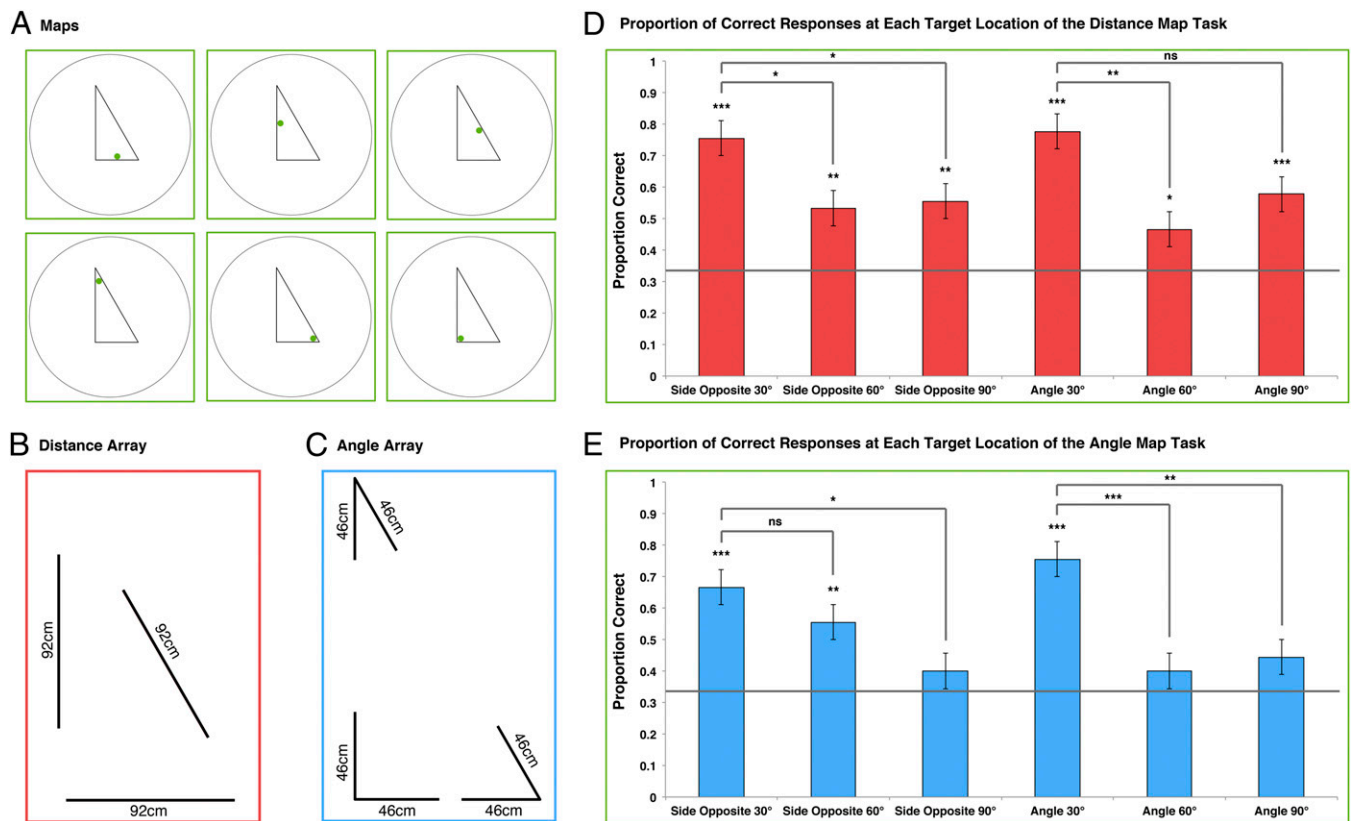 A Maps
B Distance Array
92cm
92cm
92cm
C Angle Array
46cm
46cm
46cm
46cm
46cm
46cm
D Proportion of Correct Responses at Each Target Location of the Distance Map Task
Proportion Correct
1
0.9
0.8
0.7
0.6
0.5
0.4
0.3
0.2
0.1
0
*
*
ns
**
***
**
**
***
*
***
Side Opposite 30°
Side Opposite 60°
Side Opposite 90°
Angle 30°
Angle 60°
Angle 90°
E Proportion of Correct Responses at Each Target Location of the Angle Map Task
Proportion Correct
1
0.9
0.8
0.7
0.6
0.5
0.4
0.3
0.2
0.1
0
*
ns
**
***
***
**
***
Side Opposite 30°
Side Opposite 60°
Side Opposite 90°
Angle 30°
Angle 60°
Angle 90°